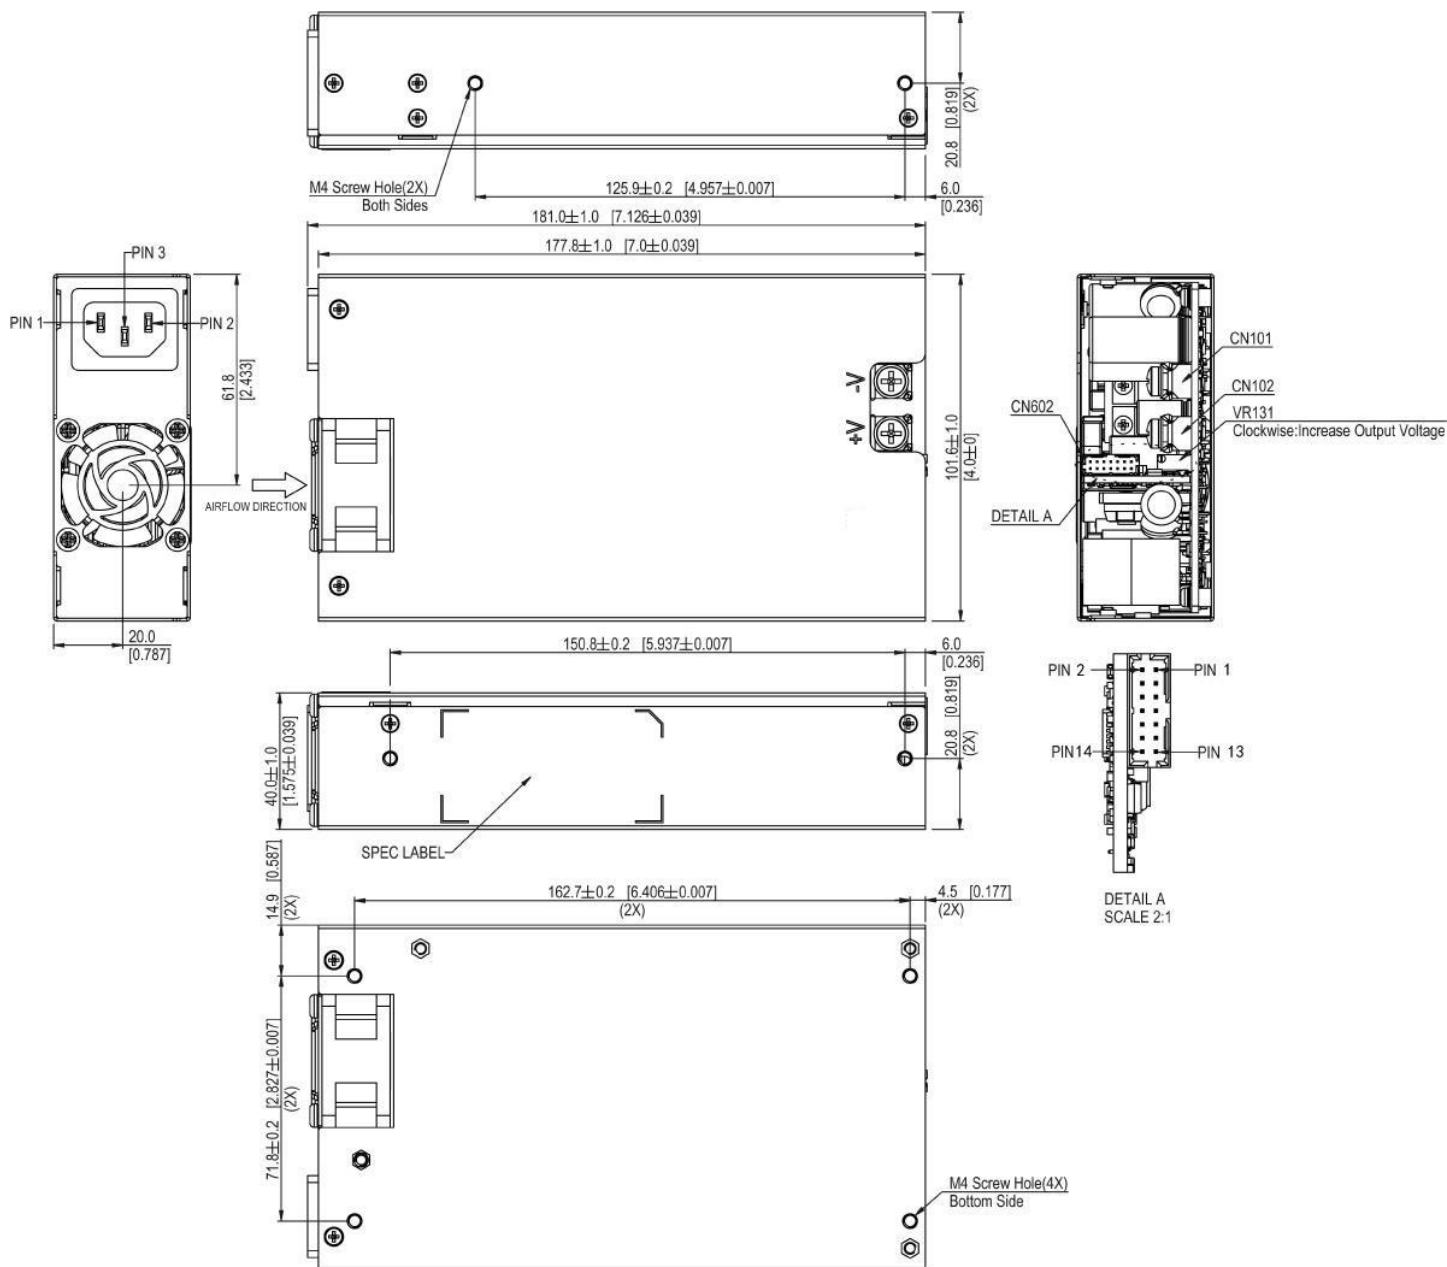 20.8 [0.819]
(2X)
M4 Screw Hole(2X)
Both Sides
125.9±0.2 [4.957±0.007]
6.0
[0.236]
181.0±1.0 [7.126±0.039]
177.8±1.0 [7.0±0.039]
PIN 3
PIN 1
PIN 2
61.8
[2.433]
AIRFLOW DIRECTION
20.0
[0.787]
-V
+V
101.6±1.0
[4.0±0]
CN101
CN102
CN602
VR131
Clockwise:Increase Output Voltage
DETAIL A
150.8±0.2 [5.937±0.007]
6.0
[0.236]
40.0±1.0
[1.575±0.039]
20.8 [0.819]
(2X)
SPEC LABEL
PIN 2
PIN 1
PIN14
PIN 13
DETAIL A
SCALE 2:1
162.7±0.2 [6.406±0.007]
(2X)
4.5 [0.177]
(2X)
14.9 [0.587]
(2X)
71.8±0.2 [2.827±0.007]
(2X)
M4 Screw Hole(4X)
Bottom Side